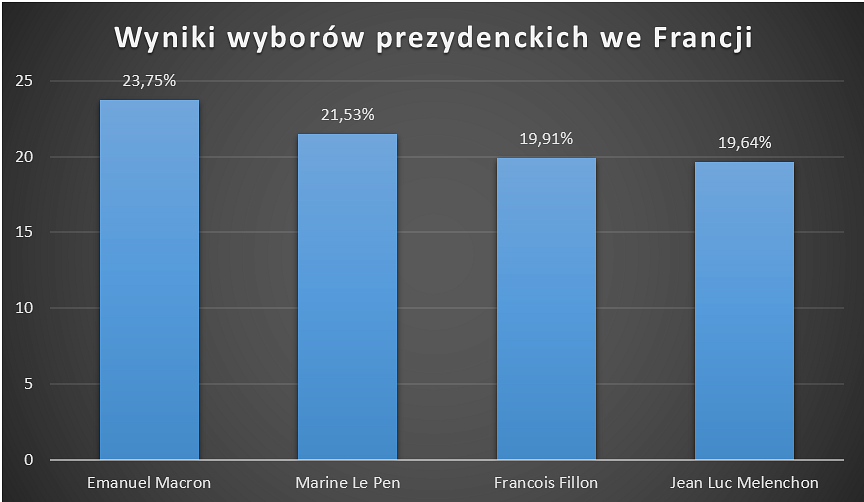 Wyniki wyborów prezydenckich we Francji
25
20
15
10
5
0
23,75%
21,53%
19,91%
19,64%
Emanuel Macron
Marine Le Pen
Francois Fillon
Jean Luc Melenchon